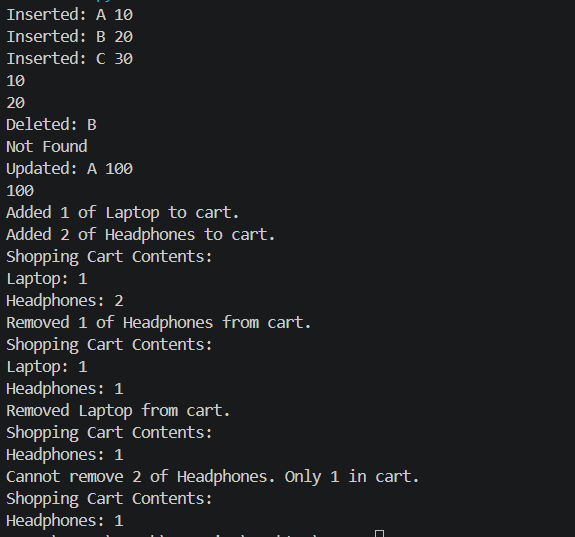 Inserted: A 10
Inserted: B 20
Inserted: C 30
10
20
Deleted: B
Not Found
Updated: A 100
100
Added 1 of Laptop to cart.
Added 2 of Headphones to cart.
Shopping Cart Contents:
Laptop: 1
Headphones: 2
Removed 1 of Headphones from cart.
Shopping Cart Contents:
Laptop: 1
Headphones: 1
Removed Laptop from cart.
Shopping Cart Contents:
Headphones: 1
Cannot remove 2 of Headphones. Only 1 in cart.
Shopping Cart Contents:
Headphones: 1